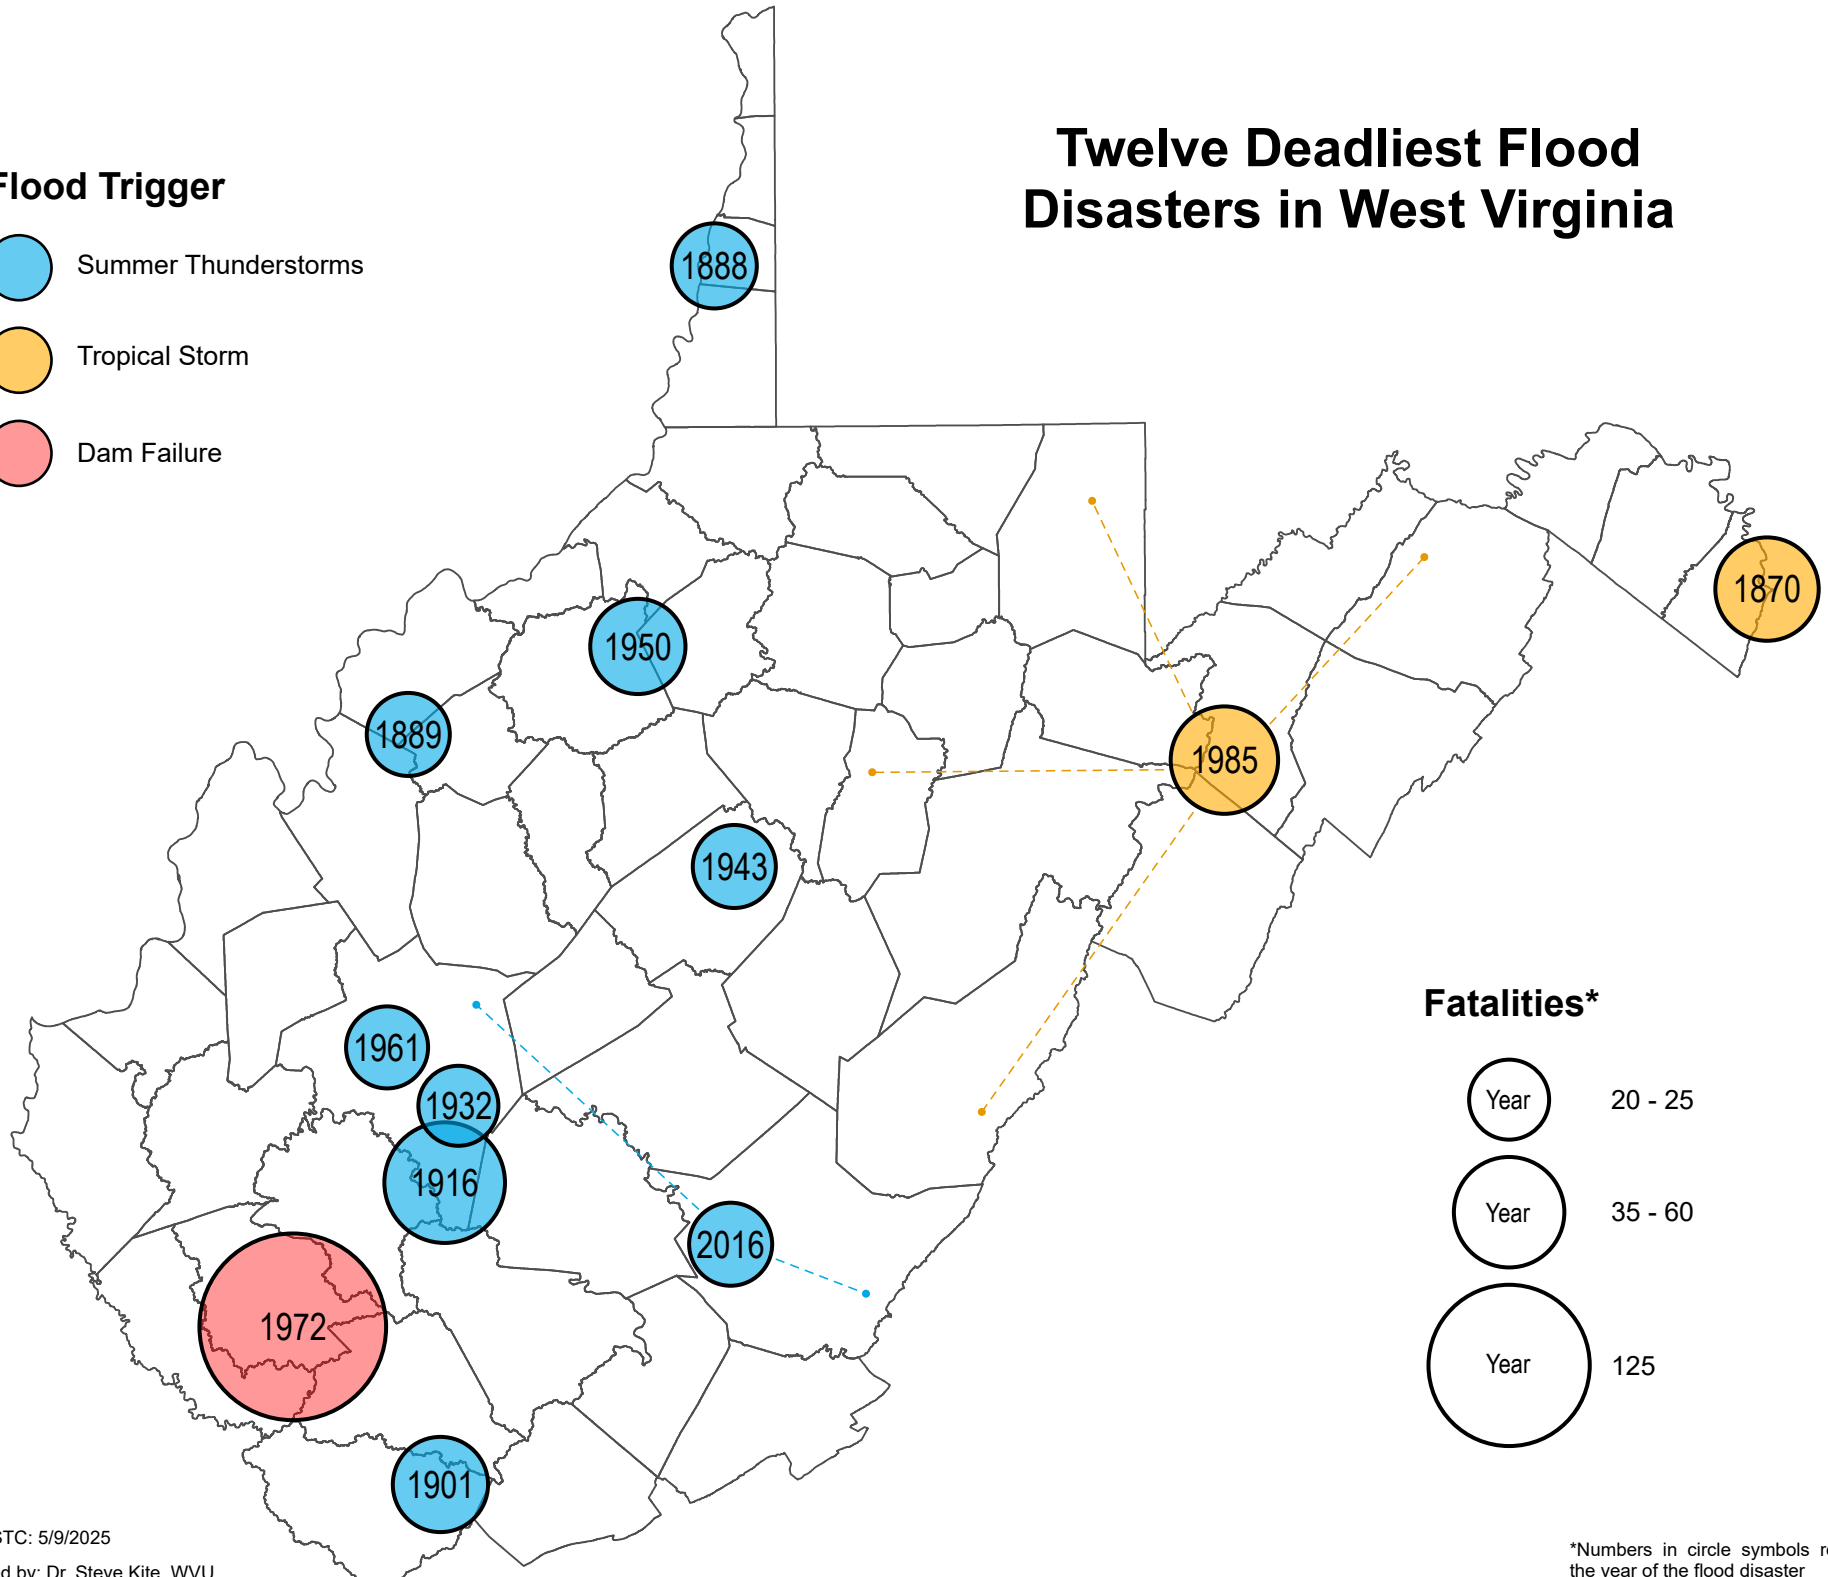 Twelve Deadliest Flood
Disasters in West Virginia
Flood Trigger
Summer Thunderstorms
Tropical Storm
Dam Failure
1888
1870
1950
1889
1985
1943
1961
1932
1916
2016
1972
1901
Fatalities*
Year 20 - 25
Year 35 - 60
Year 125
5/9/2025
by: Dr. Steve Kite, WVU
*Numbers in circle symbols
the year of the flood disaster